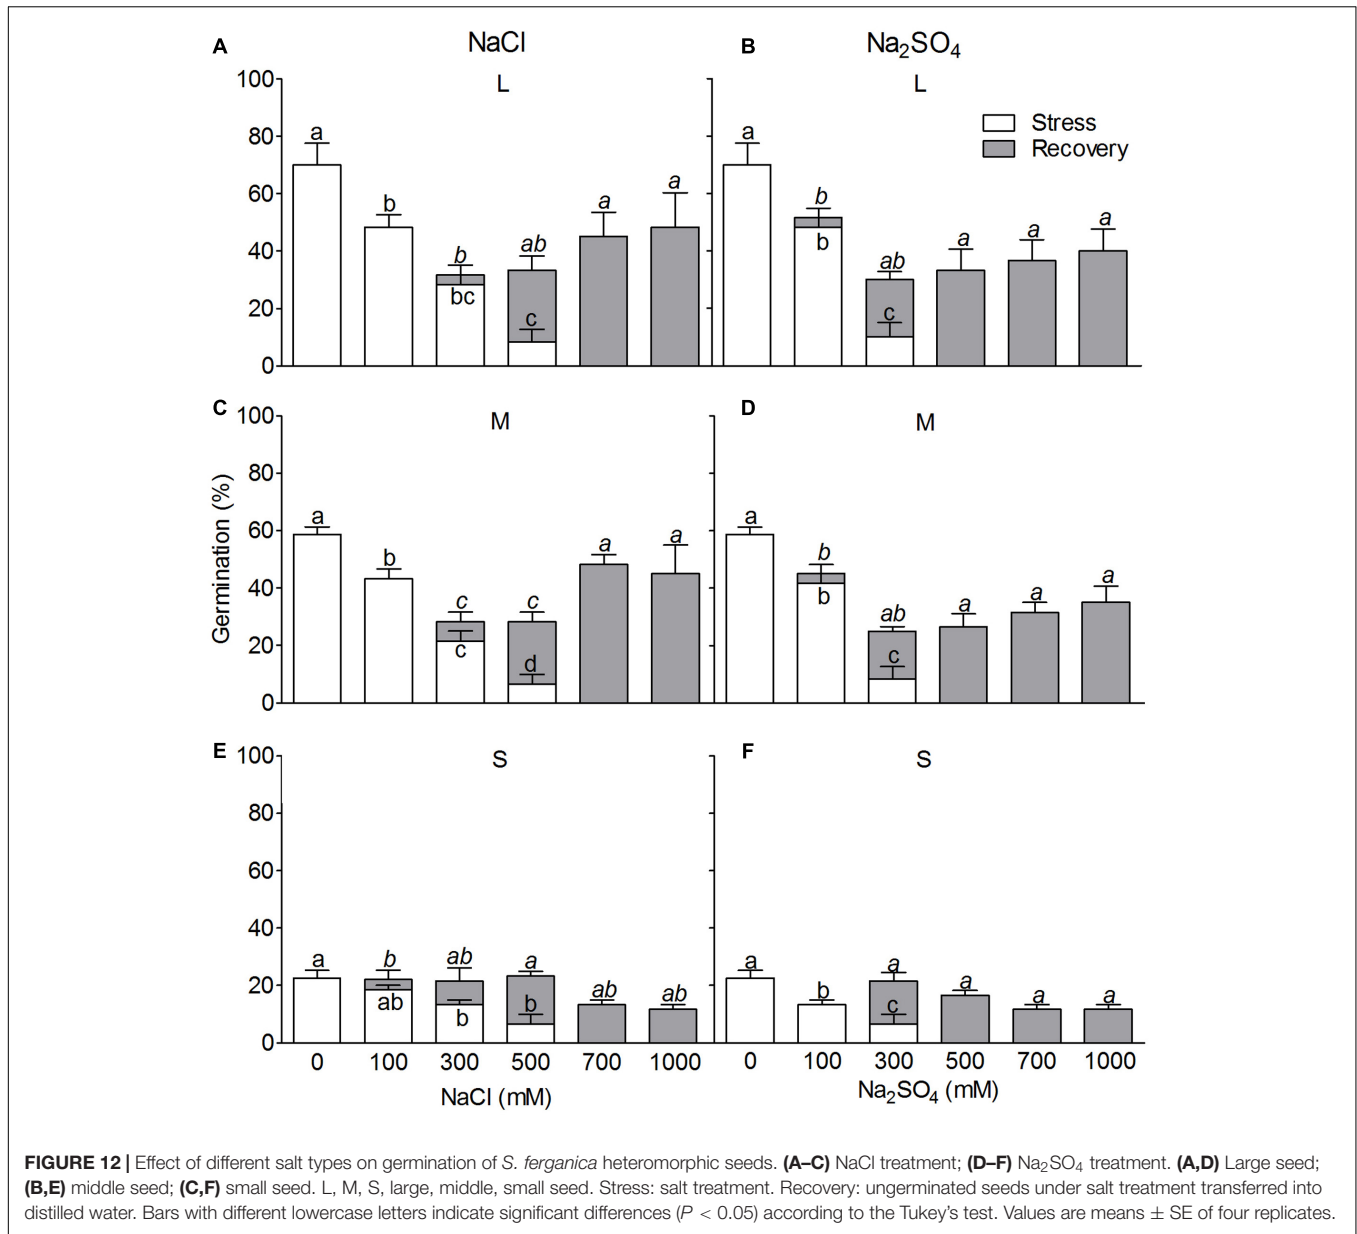 A
NaCl
L
100
80
60
40
20
0
a
b
b
bc
ab
c
a
a
B
Na2SO4
L
Stress
Recovery
a
b
b
ab
c
a
a
a
Germination (%)
C
M
100
80
60
40
20
0
a
b
c
c
c
d
a
a
D
M
a
b
b
ab
c
a
a
a
E
S
100
80
60
40
20
0
a
b
ab
ab
b
a
b
ab
ab
0 100 300 500 700 1000
NaCl (mM)
F
S
a
b
a
c
a
a
a
0 100 300 500 700 1000
Na2SO4 (mM)
FIGURE 12 | Effect of different salt types on germination of S. ferganica heteromorphic seeds. (A–C) NaCl treatment; (D–F) Na2SO4 treatment. (A,D) Large seed;
(B,E) middle seed; (C,F) small seed. L, M, S, large, middle, small seed. Stress: salt treatment. Recovery: ungerminated seeds under salt treatment transferred into
distilled water. Bars with different lowercase letters indicate significant differences (P < 0.05) according to the Tukey's test. Values are means ± SE of four replicates.